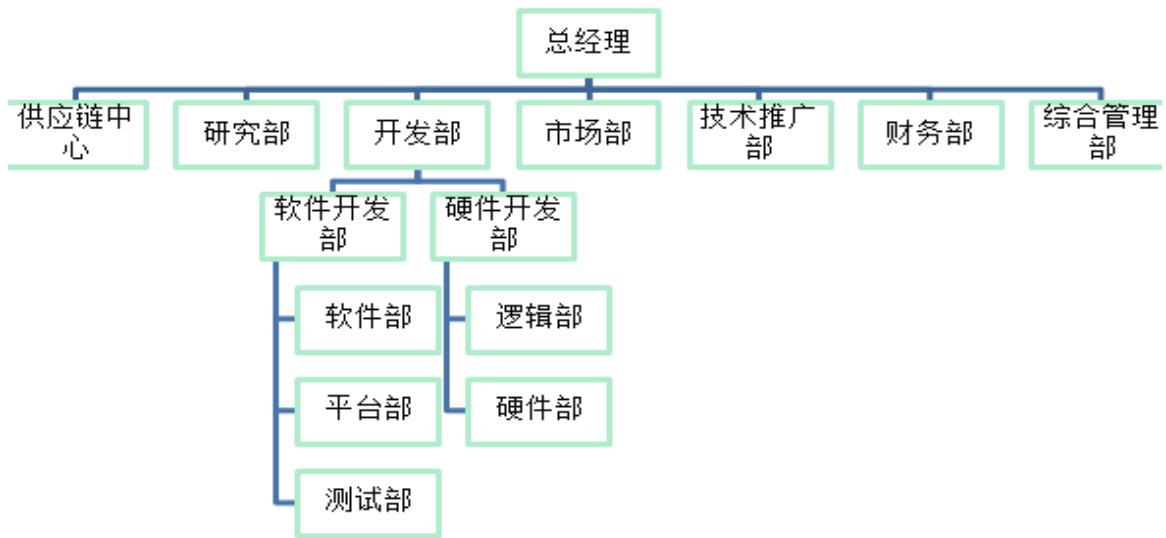 总经理
供应链中
心
研究部
开发部
市场部
技术推广
部
财务部
综合管理
部
软件开发
部
硬件开发
部
软件部
逻辑部
平台部
硬件部
测试部